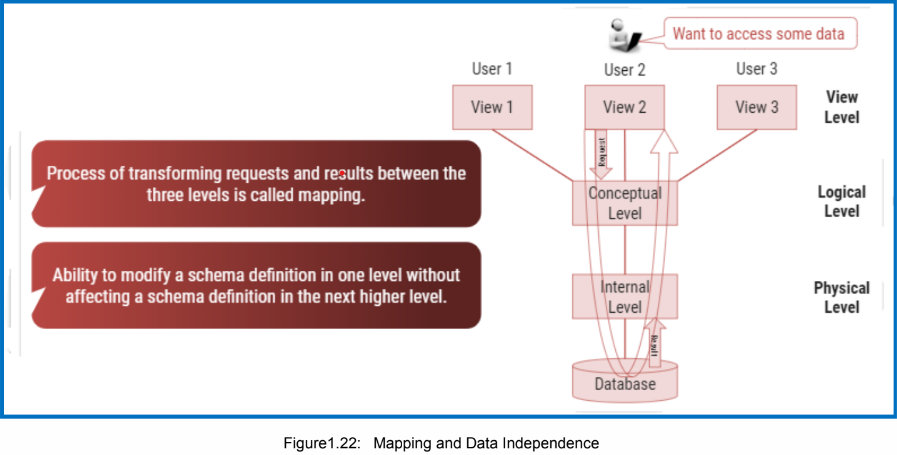 Want to access some data
User 1
User 2
User 3
View 1
View 2
View 3
View
Level
Request
Process of transforming requests and results between the
three levels is called mapping.
Conceptual
Level
Logical
Level
Ability to modify a schema definition in one level without
affecting a schema definition in the next higher level.
Internal
Level
Physical
Level
Result
Database
Figure1.22: Mapping and Data Independence